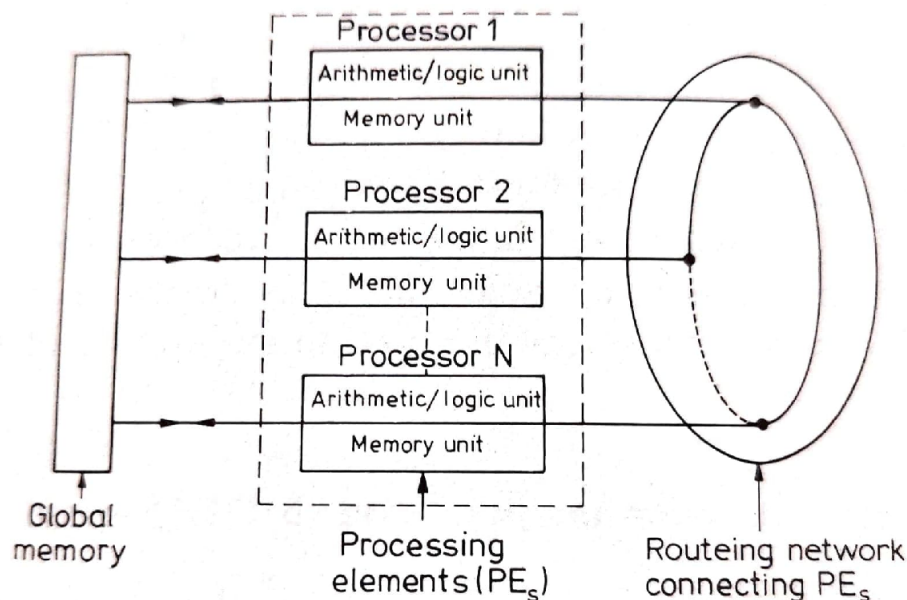 Processor 1
Arithmetic/logic unit
Memory unit
Processor 2
Arithmetic/logic unit
Memory unit
Processor N
Arithmetic/logic unit
Memory unit
Global
memory
Processing
elements (PEs)
Routeing network
connecting PEs